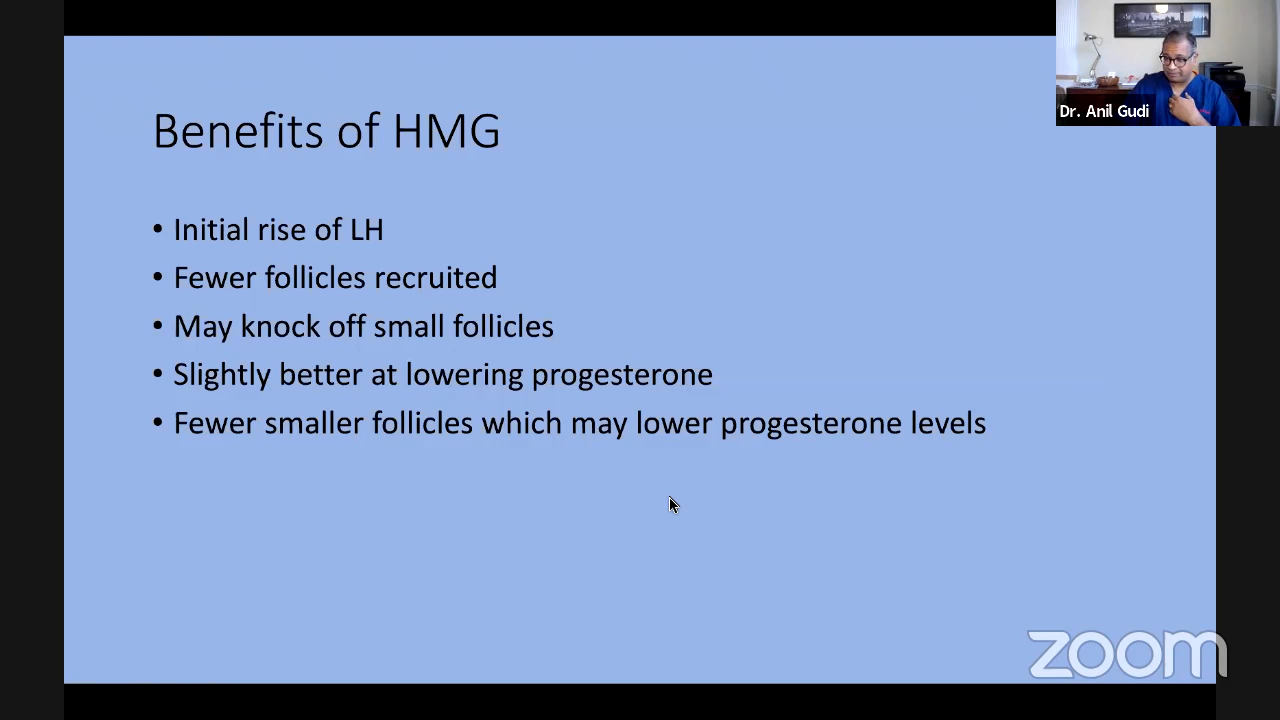 Dr. Anil Gudi
Benefits of HMG
• Initial rise of LH
• Fewer follicles recruited
• May knock off small follicles
• Slightly better at lowering progesterone
• Fewer smaller follicles which may lower progesterone levels
zoom